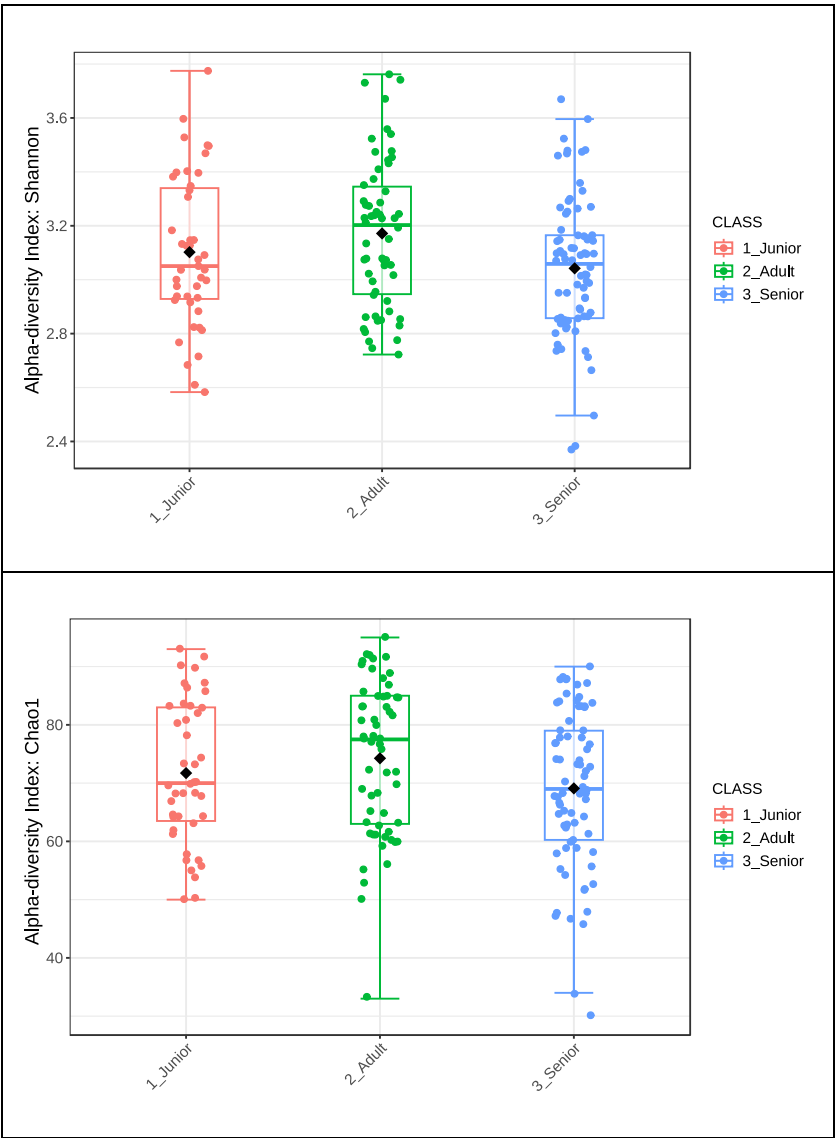 Alpha-diversity Index: Shannon
3.6
3.2
2.8
2.4
1_Junior
2_Adult
3_Senior
CLASS
1_Junior
2_Adult
3_Senior
Alpha-diversity Index: Chao1
80
60
40
1_Junior
2_Adult
3_Senior
CLASS
1_Junior
2_Adult
3_Senior